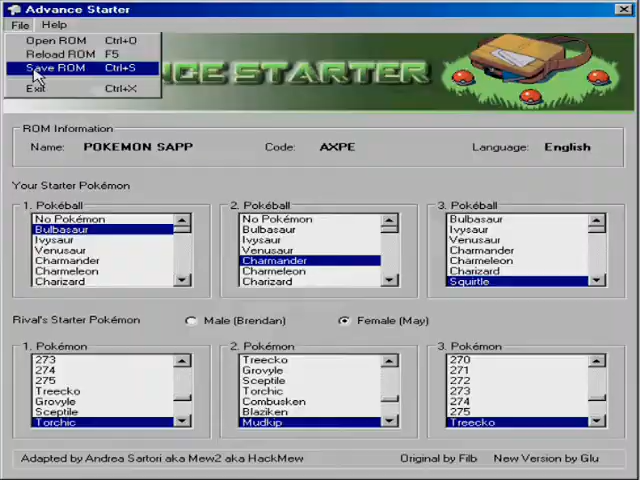 Advance Starter
File Help
Open ROM Ctrl+O
Reload ROM F5
Save ROM Ctrl+S
Exit Ctrl+X
NCE STARTER
ROM Information
Name: POKEMON SAPP Code: AXPE Language: English
Your Starter Pokémon
1. Pokéball
No Pokémon
Bulbasaur
Ivysaur
Venusaur
Charmander
Charmeleon
Charizard
2. Pokéball
No Pokémon
Bulbasaur
Ivysaur
Venusaur
Charmander
Charmeleon
Charizard
3. Pokéball
Bulbasaur
Ivysaur
Venusaur
Charmander
Charmeleon
Charizard
Squirtle
Rival's Starter Pokémon Male (Brendan) Female (May)
1. Pokémon
273
274
275
Treecko
Grovyle
Sceptile
Torchic
2. Pokémon
Treecko
Grovyle
Sceptile
Torchic
Combusken
Blaziken
Mudkip
3. Pokémon
270
271
272
273
274
275
Treecko
Adapted by Andrea Sartori aka Mew2 aka HackMew Original by Filb New Version by Glu